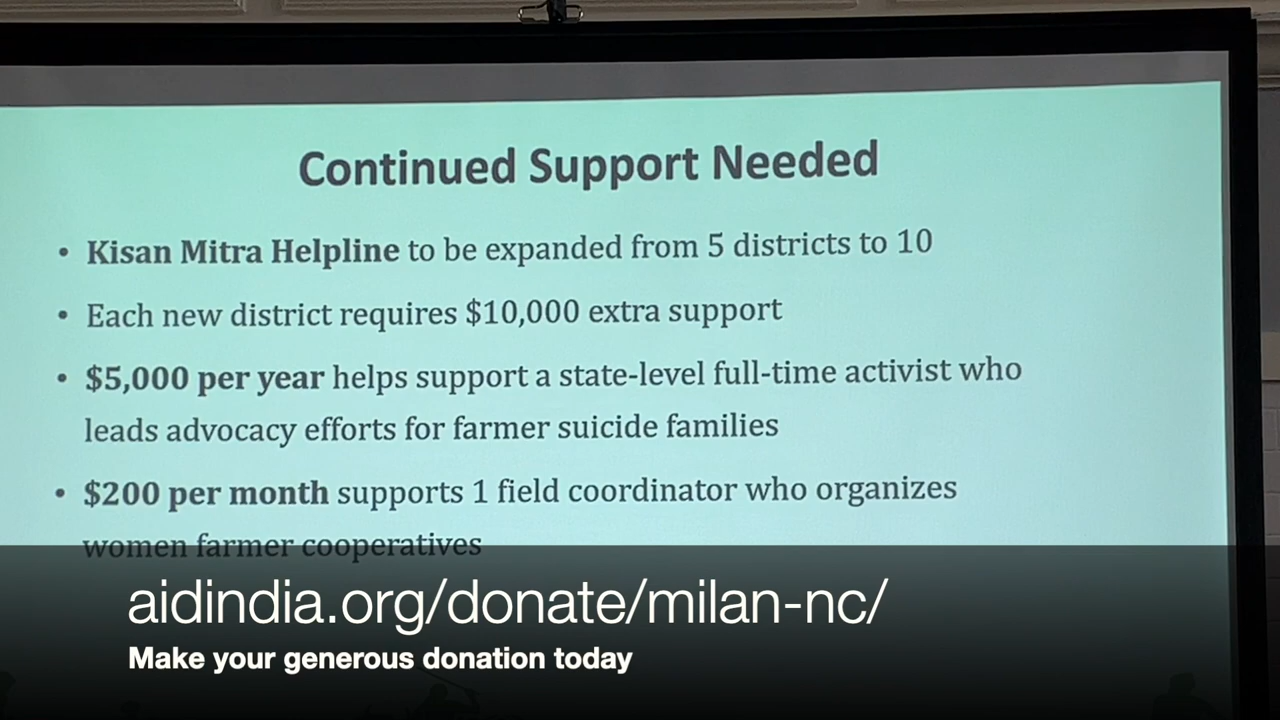 Continued Support Needed
• Kisan Mitra Helpline to be expanded from 5 districts to 10
• Each new district requires $10,000 extra support
• $5,000 per year helps support a state-level full-time activist who
leads advocacy efforts for farmer suicide families
• $200 per month supports 1 field coordinator who organizes
women farmer cooperatives
aidindia.org/donate/milan-nc/
Make your generous donation today